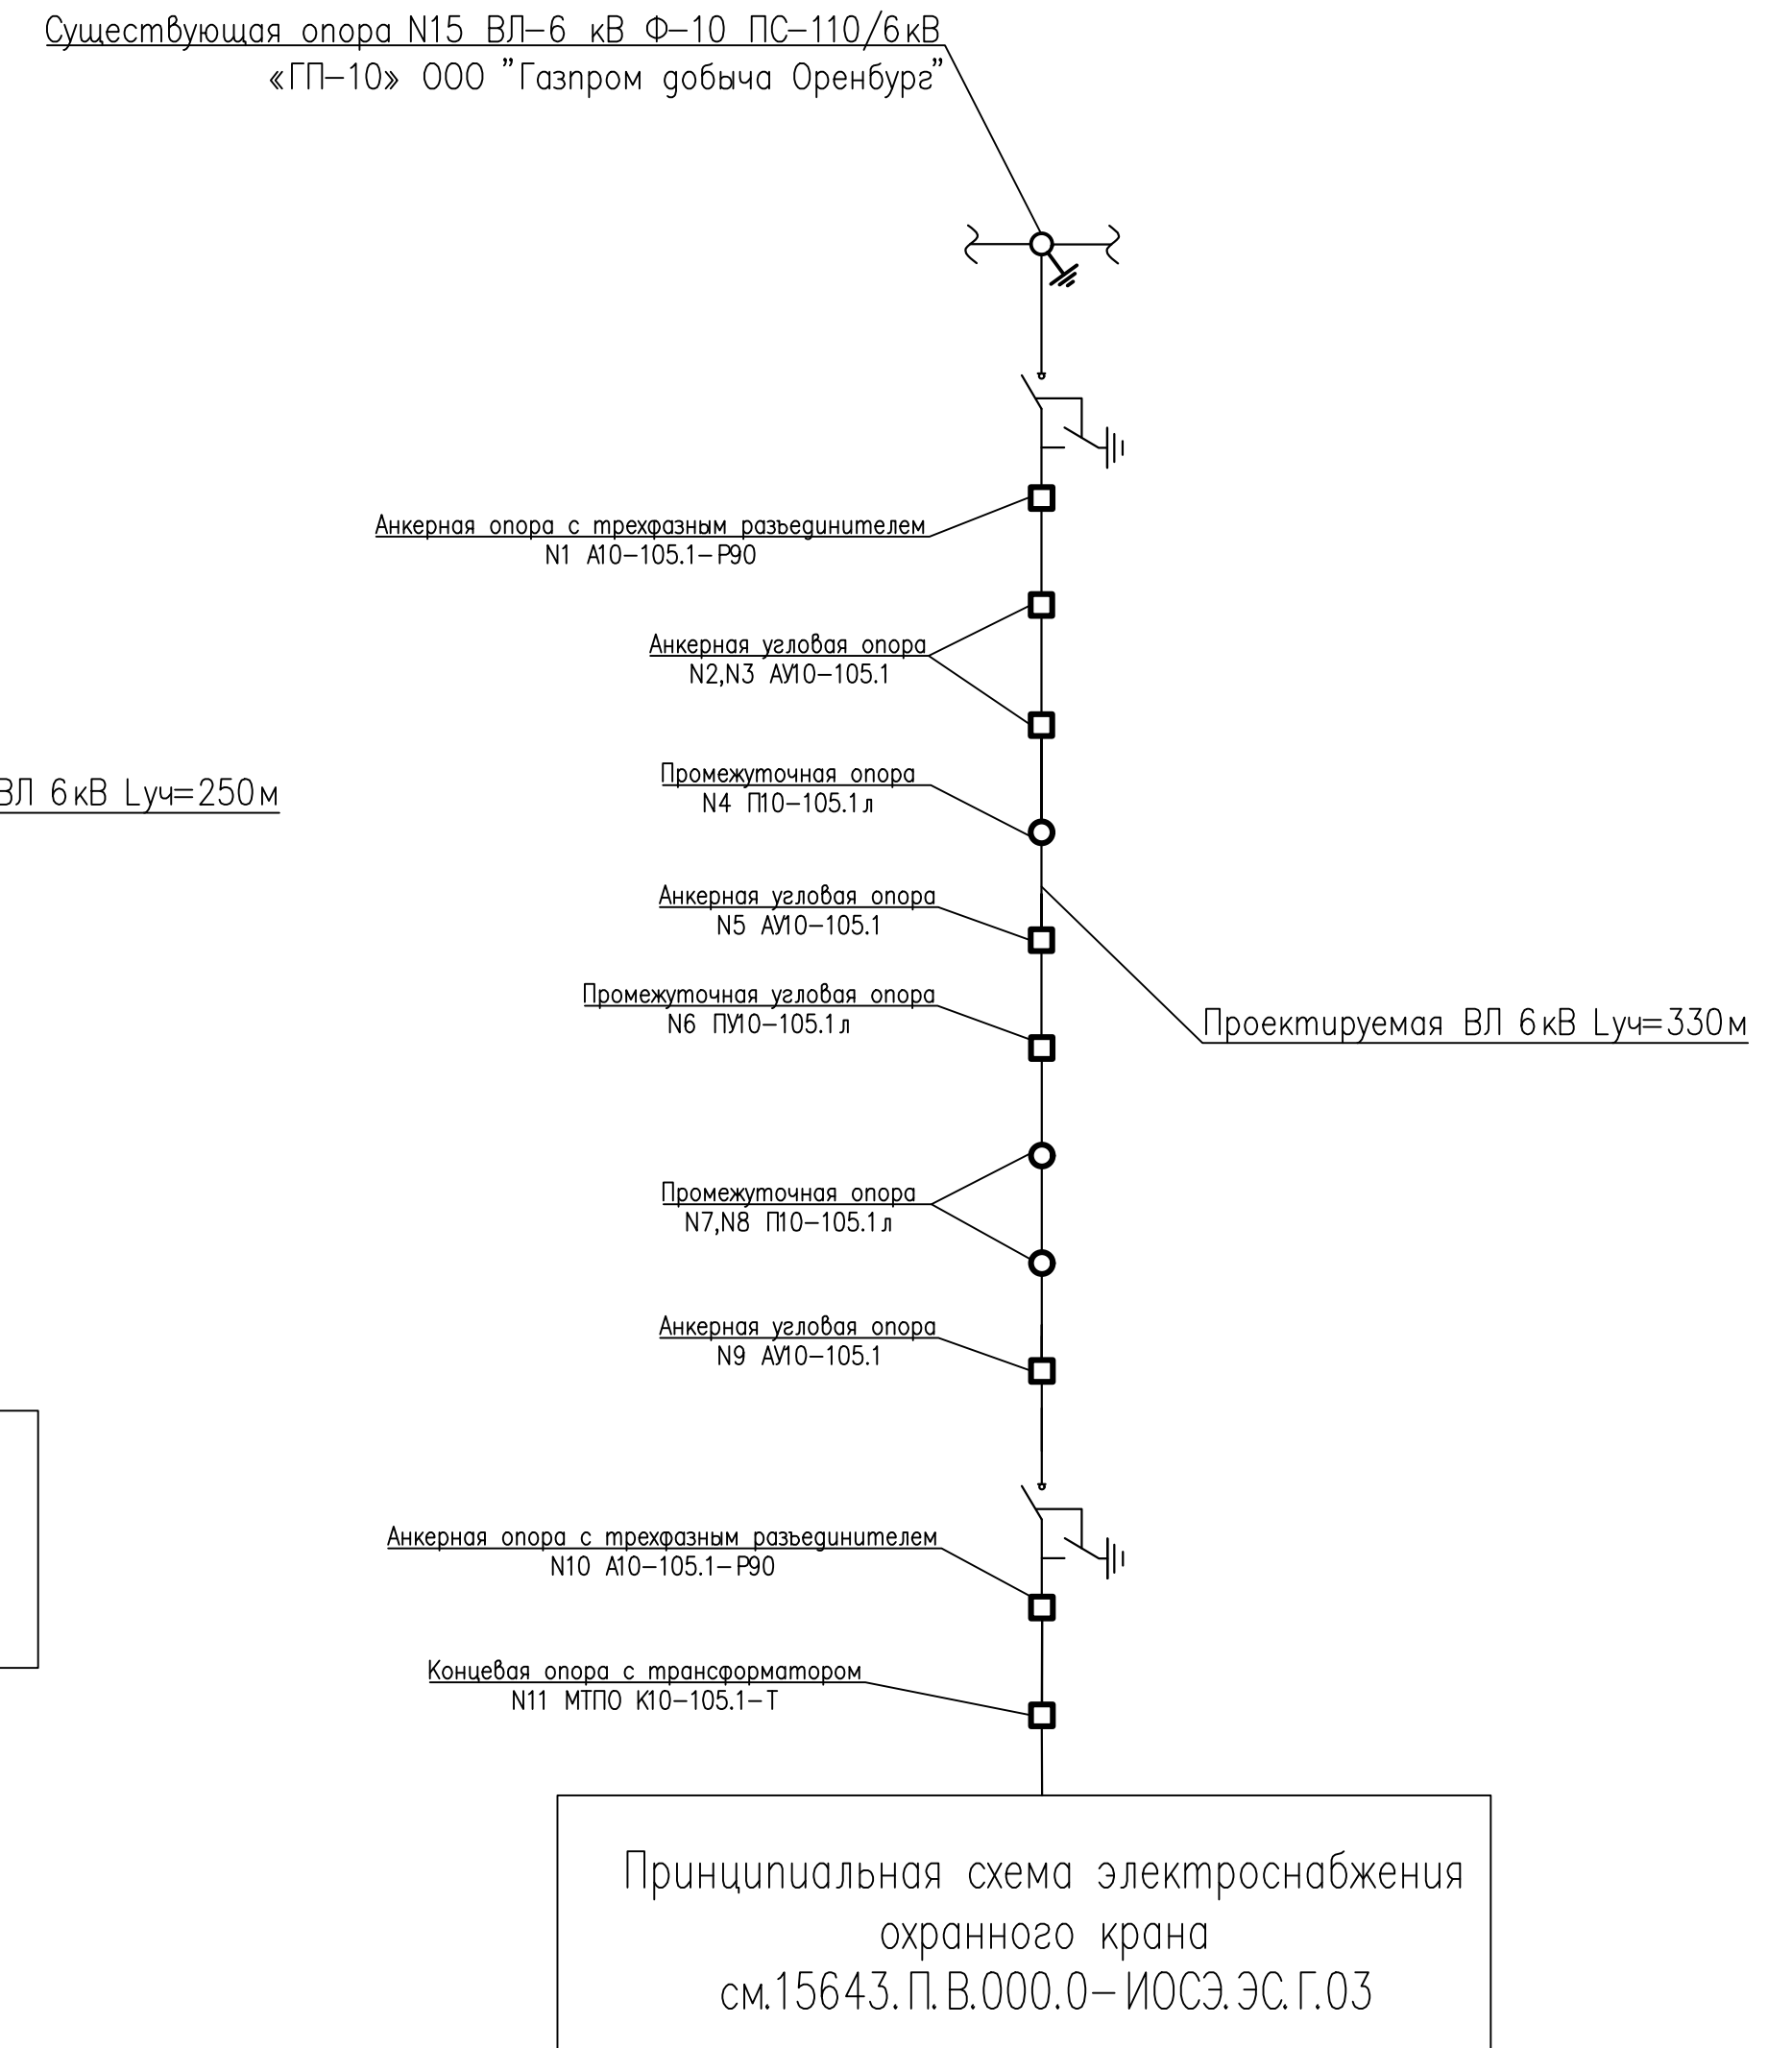 Существующая опора N15 ВЛ-6 кВ Ф-10 ПС-110/6кВ
«ГП-10» ООО "Газпром добыча Оренбург"
Анкерная опора с трехфазным разъединителем
N1 А10-105.1-Р90
Анкерная угловая опора
N2,N3 АУ10-105.1
Промежуточная опора
N4 П10-105.1л
ВЛ 6кВ Lуч=250м
Анкерная угловая опора
N5 АУ10-105.1
Промежуточная угловая опора
N6 ПУ10-105.1л
Проектируемая ВЛ 6кВ Lуч=330м
Промежуточная опора
N7,N8 П10-105.1л
Анкерная угловая опора
N9 АУ10-105.1
Анкерная опора с трехфазным разъединителем
N10 А10-105.1-Р90
Концевая опора с трансформатором
N11 МТПО К10-105.1-Т
Принципиальная схема электроснабжения
охранного крана
см.15643.П.В.000.0-ИОСЭ.ЭС.Г.03